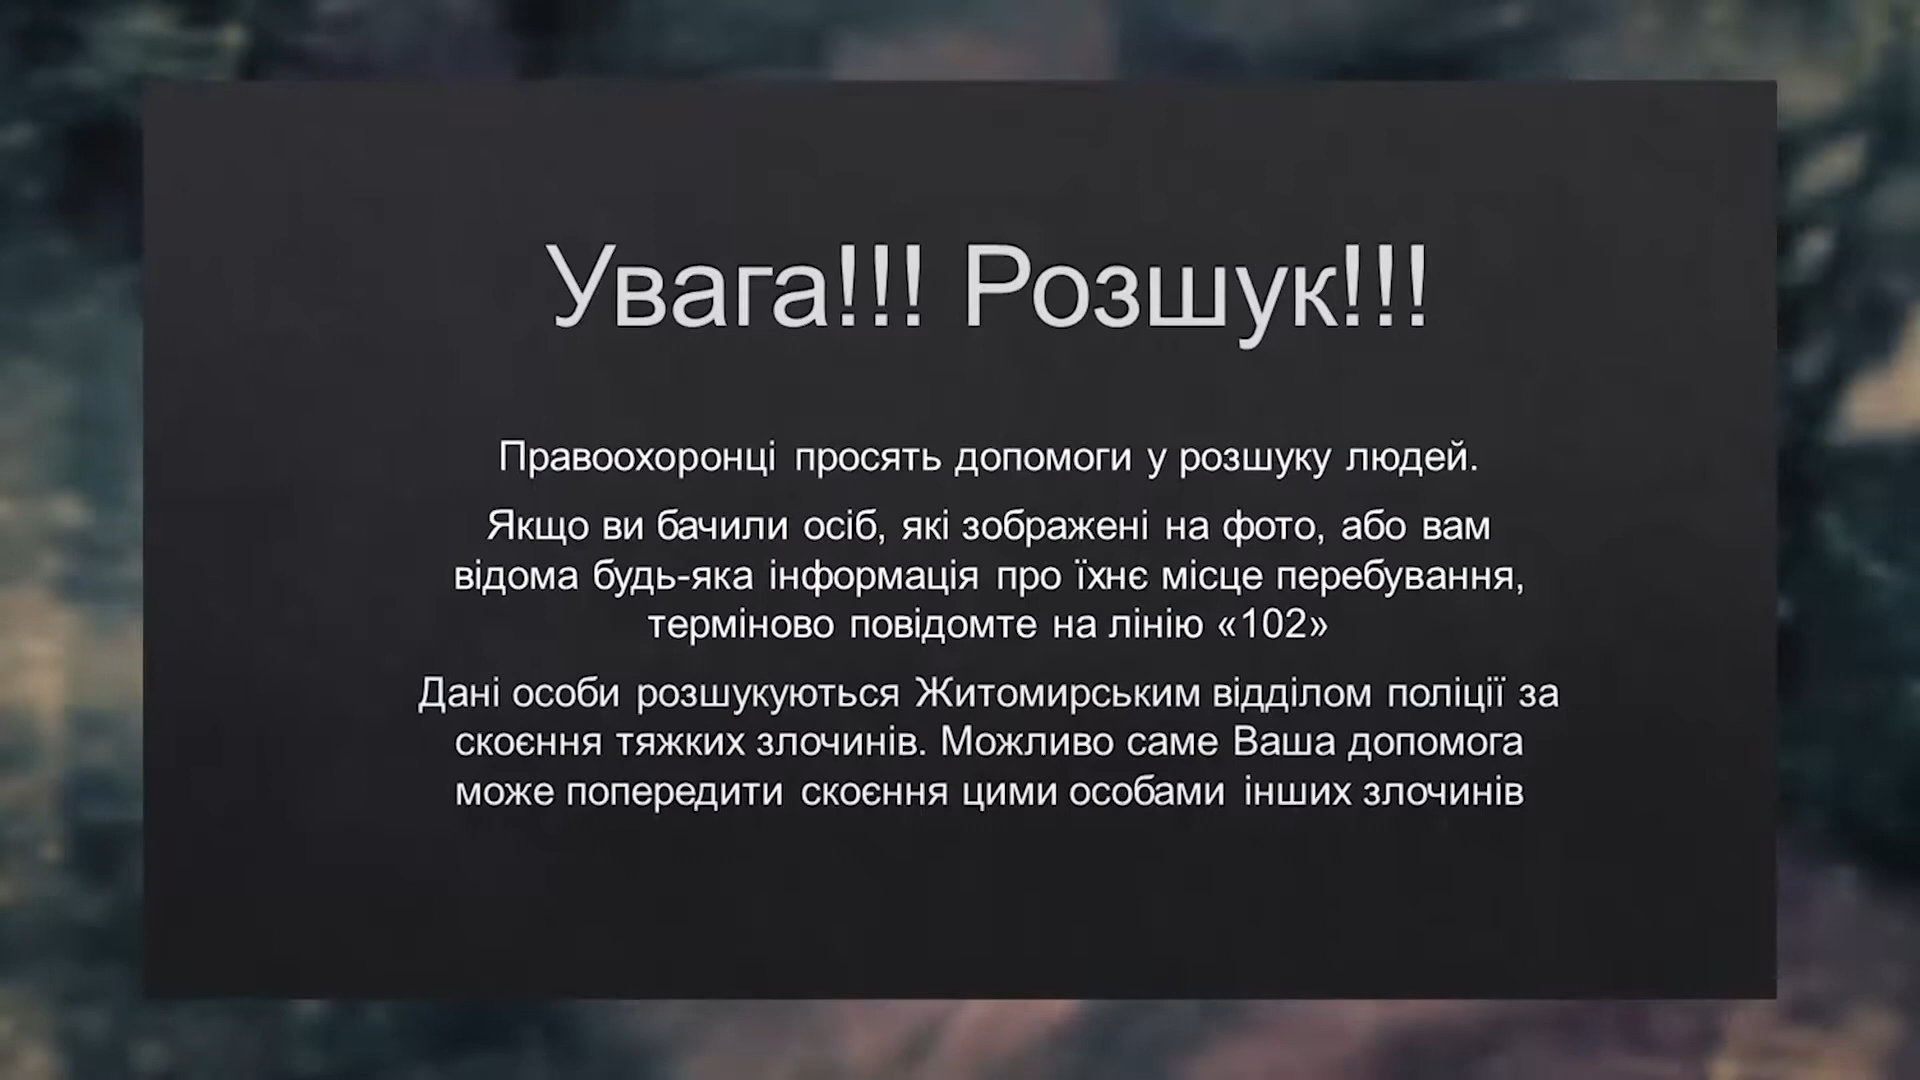 Увага!!! Розшук!!!
Правоохоронці просять допомоги у розшуку людей.
Якщо ви бачили осіб, які зображені на фото, або вам
відома будь-яка інформація про їхнє місце перебування,
терміново повідомте на лінію «102»
Дані особи розшукуються Житомирським відділом поліції за
скоєння тяжких злочинів. Можливо саме Ваша допомога
може попередити скоєння цими особами інших злочинів